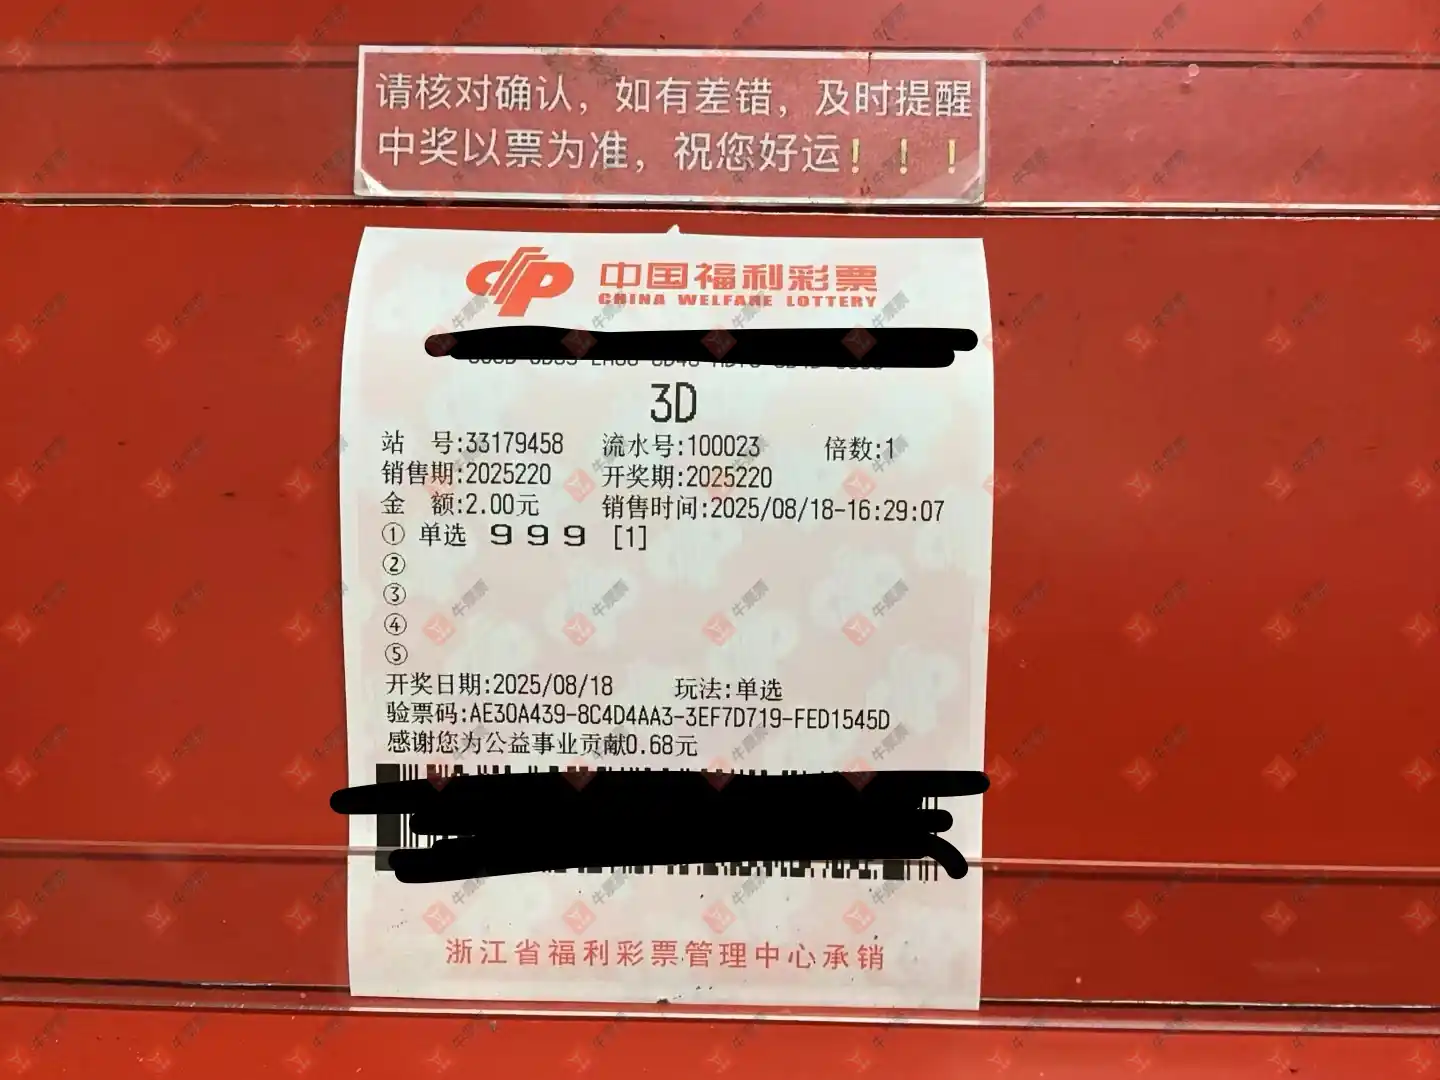 请核对确认，如有差错，及时提醒
中奖以票为准，祝您好运！！！
中国福利彩票
CHINA WELFARE LOTTERY
3D
站 号:33179458 流水号:100023 倍数:1
销售期:2025220 开奖期:2025220
金 额:2.00元 销售时间:2025/08/18-16:29:07
① 单选 9 9 9 [1]
②
③
④
⑤
开奖日期:2025/08/18 玩法:单选
验票码:AE30A439-8C4D4AA3-3EF7D719-FED1545D
感谢您为公益事业贡献0.68元
浙江省福利彩票管理中心承销
牛票票